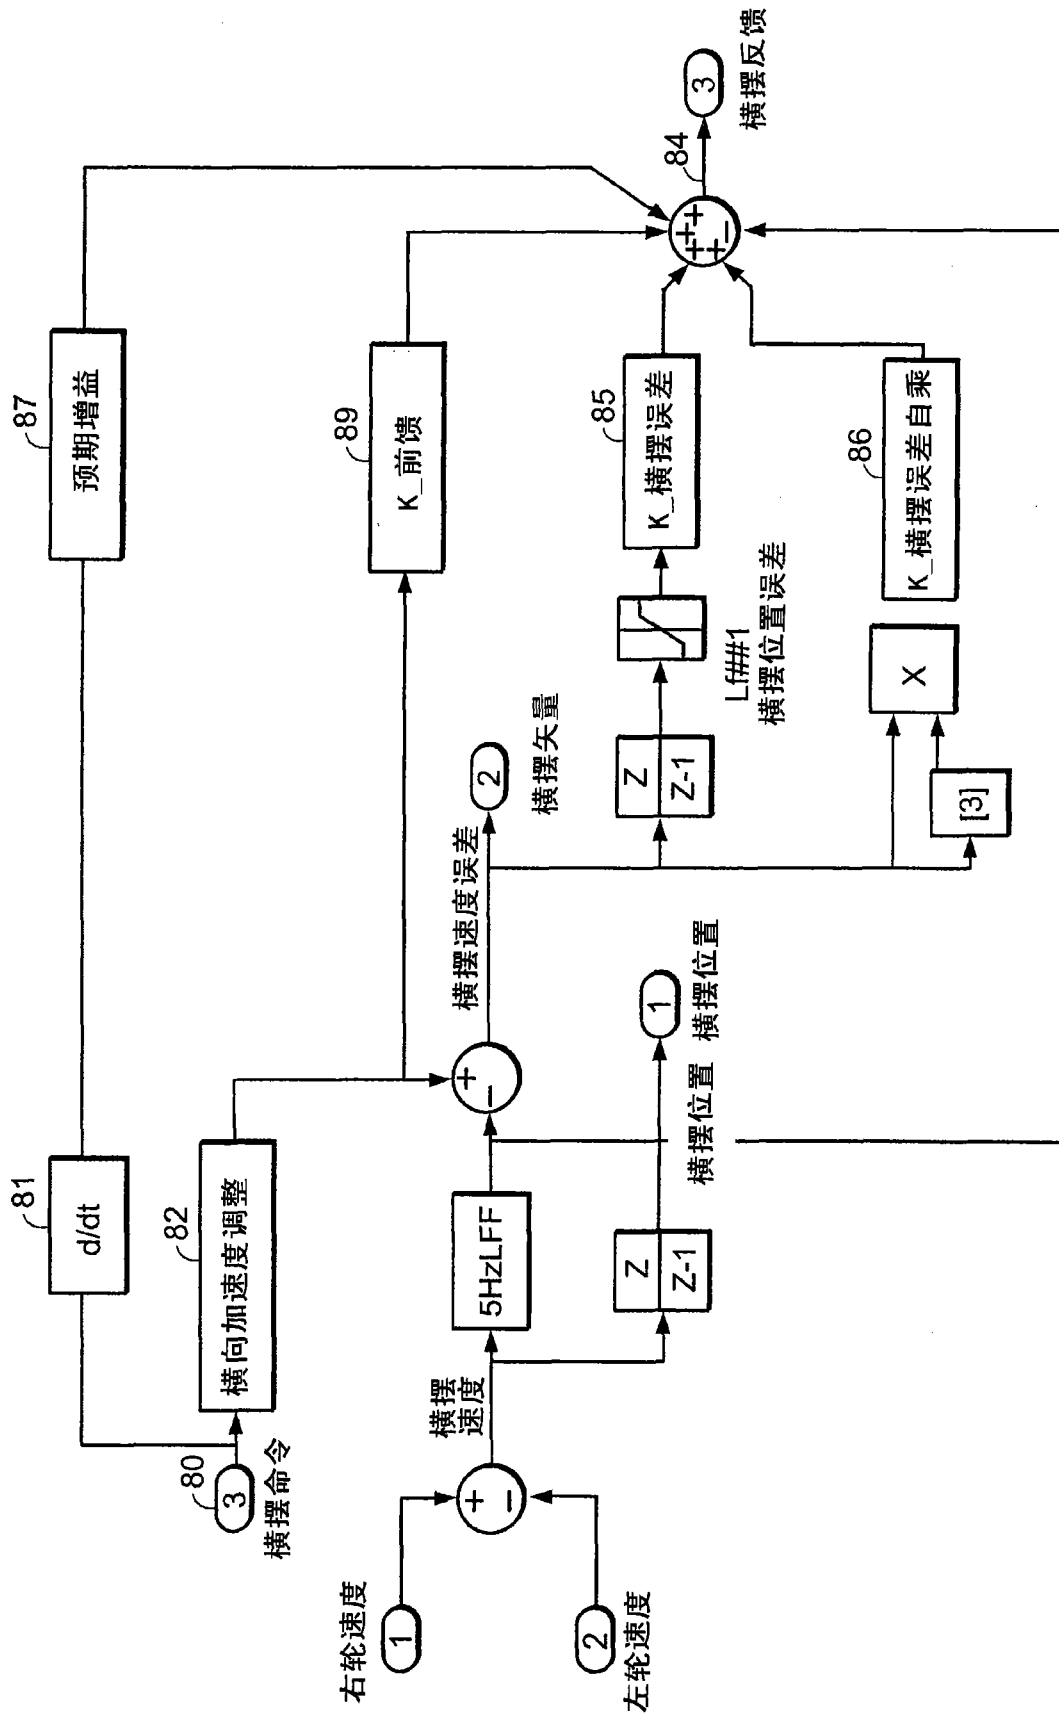 81
d/dt
87
预期增益
80
3
横摆命令
82
横向加速度调整
89
K_前馈
右轮速度
1
左轮速度
2
+
−
横摆
速度
5HzLFF
+
−
横摆速度误差
2
横摆矢量
Z
Z-1
横摆位置
1
横摆位置
Z
Z-1
Lf##1
横摆位置误差
85
K_横摆误差
[3]
X
86
K_横摆误差自乘
+
+
+
+
−
84
3
横摆反馈